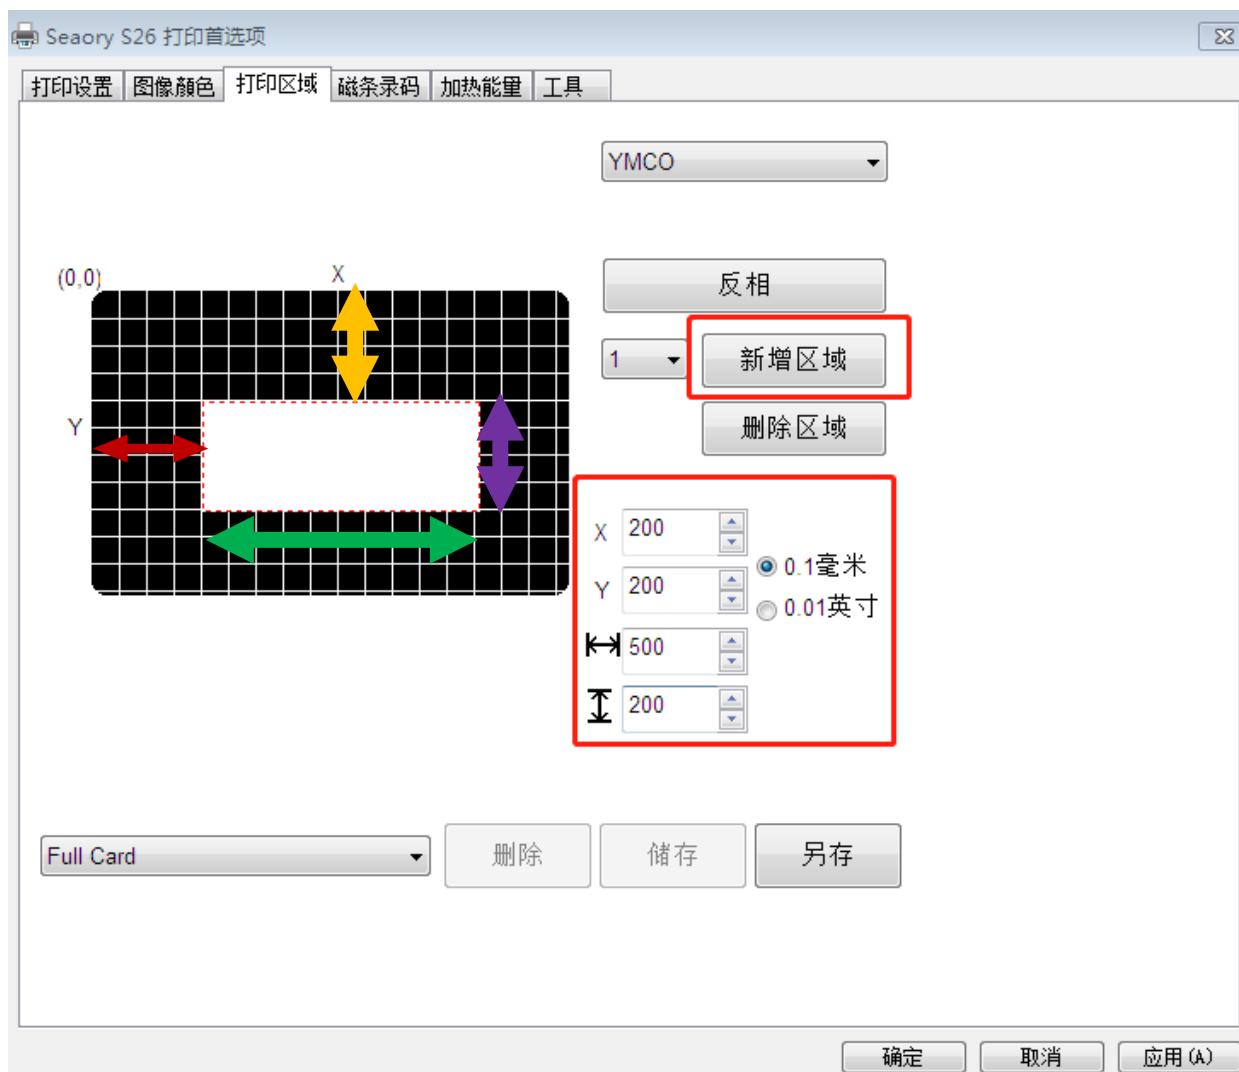 Seaory S26 打印首选项
打印设置 图像颜色 打印区域 磁条录码 加热能量 工具
YMCO
(0,0) X
反相
1 新增区域
Y 删除区域
X 200
0.1毫米
Y 200
0.01英寸
500
200
Full Card 删除 储存 另存
确定 取消 应用(A)